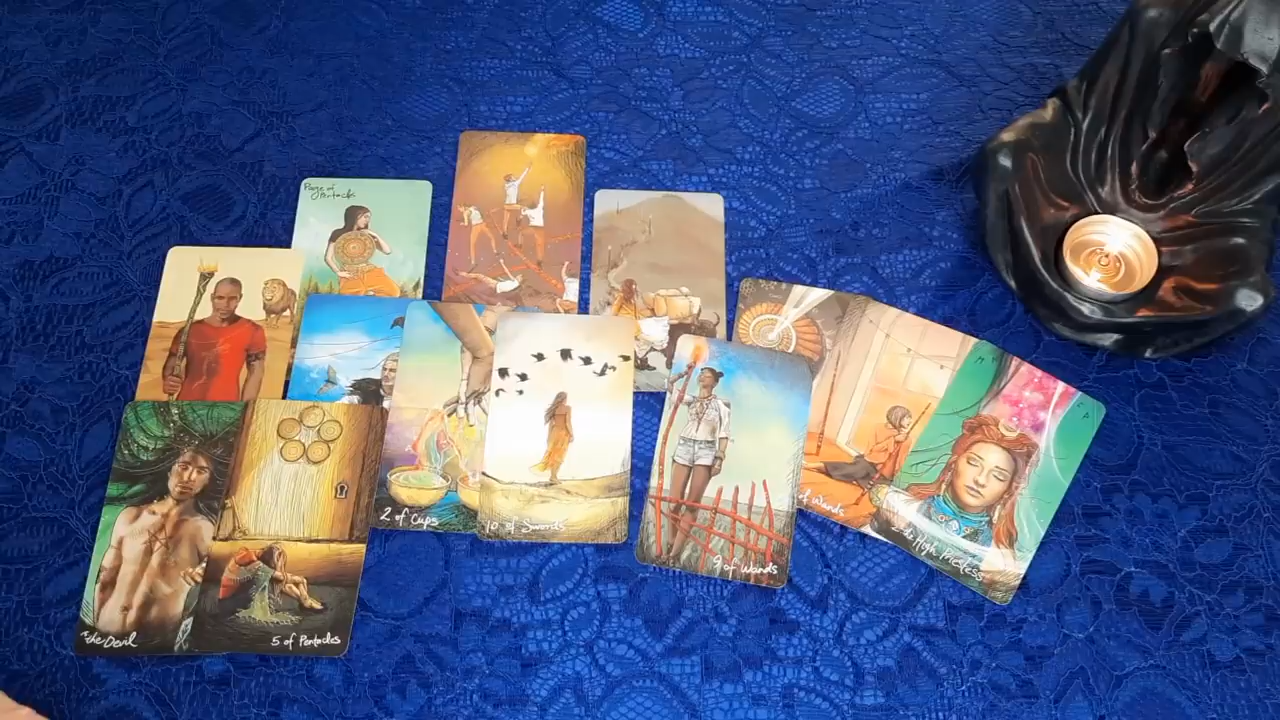 Page of
Pentacles
2 of Cups
10 of Swords
9 of Wands
of Wands
The High Priestess
The Devil
5 of Pentacles